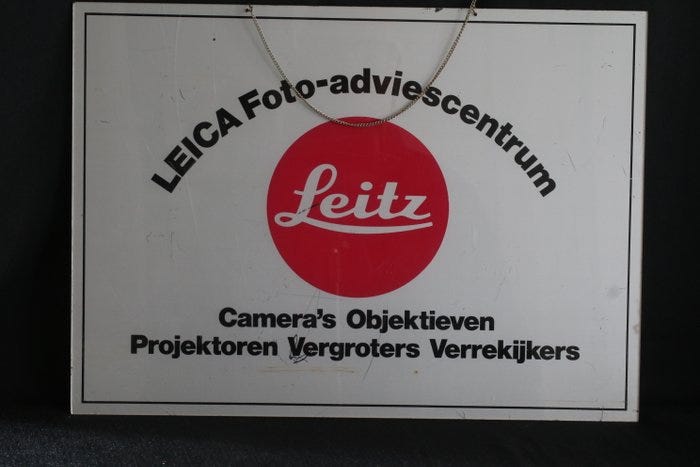 LEICA Foto-adviescentrum
Leitz
Camera's Objektieven
Projektoren Vergroters Verrekijkers